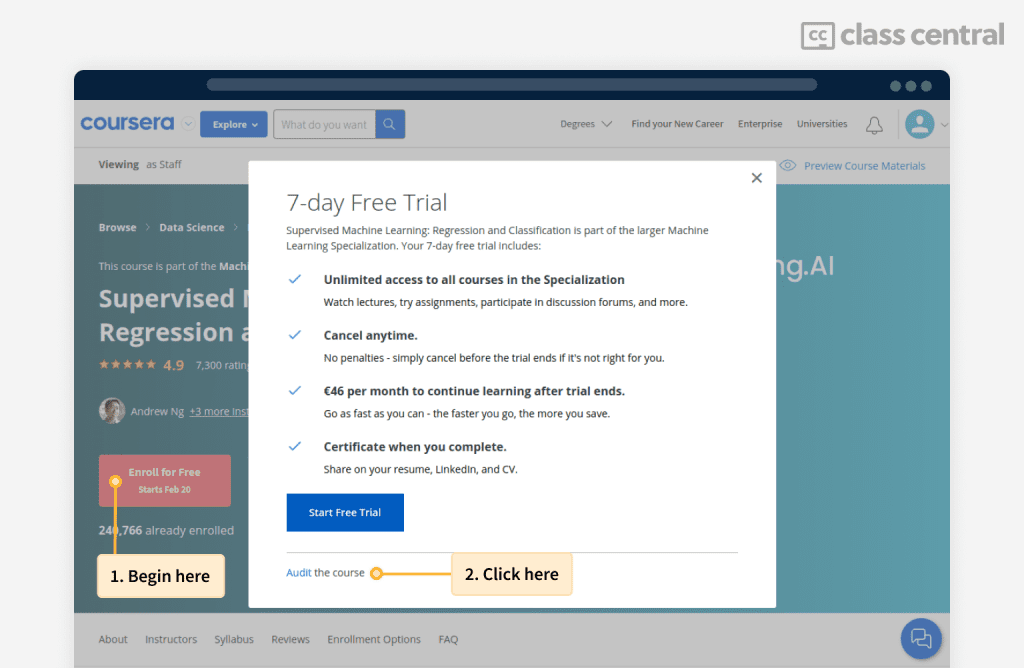 cc class central
coursera Explore What do you want Degrees Find your New Career Enterprise Universities
Viewing as Staff Preview Course Materials
Browse Data Science
This course is part of the
Supervised
Regression
4.9 7,300
Andrew Ng +3 more
Enroll for Free
Starts Feb 20
240,766 already enrolled
1. Begin here
7-day Free Trial
Supervised Machine Learning: Regression and Classification is part of the larger Machine
Learning Specialization. Your 7-day free trial includes:
Unlimited access to all courses in the Specialization
Watch lectures, try assignments, participate in discussion forums, and more.
Cancel anytime.
No penalties - simply cancel before the trial ends if it's not right for you.
€46 per month to continue learning after trial ends.
Go as fast as you can - the faster you go, the more you save.
Certificate when you complete.
Share on your resume, LinkedIn, and CV.
Start Free Trial
Audit the course
2. Click here
ng.AI
About Instructors Syllabus Reviews Enrollment Options FAQ